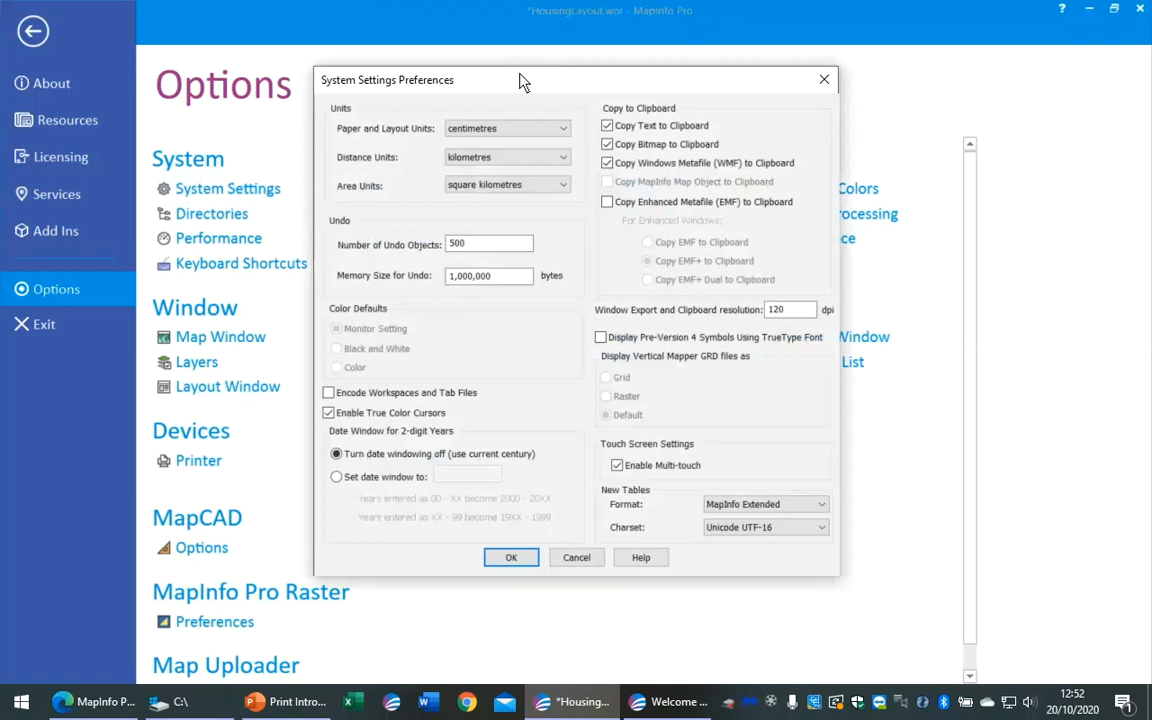 *HousingLayout.wor - MapInfo Pro
?
About
Resources
Licensing
Services
Add Ins
Options
Exit
Options
System
System Settings
Directories
Performance
Keyboard Shortcuts
Window
Map Window
Layers
Layout Window
Devices
Printer
MapCAD
Options
MapInfo Pro Raster
Preferences
Map Uploader
System Settings Preferences
Units
Paper and Layout Units: centimetres
Distance Units: kilometres
Area Units: square kilometres
Undo
Number of Undo Objects: 500
Memory Size for Undo: 1,000,000 bytes
Color Defaults
Monitor Setting
Black and White
Color
Encode Workspaces and Tab Files
Enable True Color Cursors
Date Window for 2-digit Years
Turn date windowing off (use current century)
Set date window to:
Years entered as 00 - XX become 2000 - 20XX
Years entered as XX - 99 become 19XX - 1999
Copy to Clipboard
Copy Text to Clipboard
Copy Bitmap to Clipboard
Copy Windows Metafile (WMF) to Clipboard
Copy MapInfo Map Object to Clipboard
Copy Enhanced Metafile (EMF) to Clipboard
For Enhanced Windows:
Copy EMF to Clipboard
Copy EMF+ to Clipboard
Copy EMF+ Dual to Clipboard
Window Export and Clipboard resolution: 120 dpi
Display Pre-Version 4 Symbols Using TrueType Font
Display Vertical Mapper GRD files as
Grid
Raster
Default
Touch Screen Settings
Enable Multi-touch
New Tables
Format: MapInfo Extended
Charset: Unicode UTF-16
OK Cancel Help
Colors
ocessing
ce
Window
List
MapInfo P...
C:\
Print Intro...
*Housing...
Welcome ...
12:52
20/10/2020
1